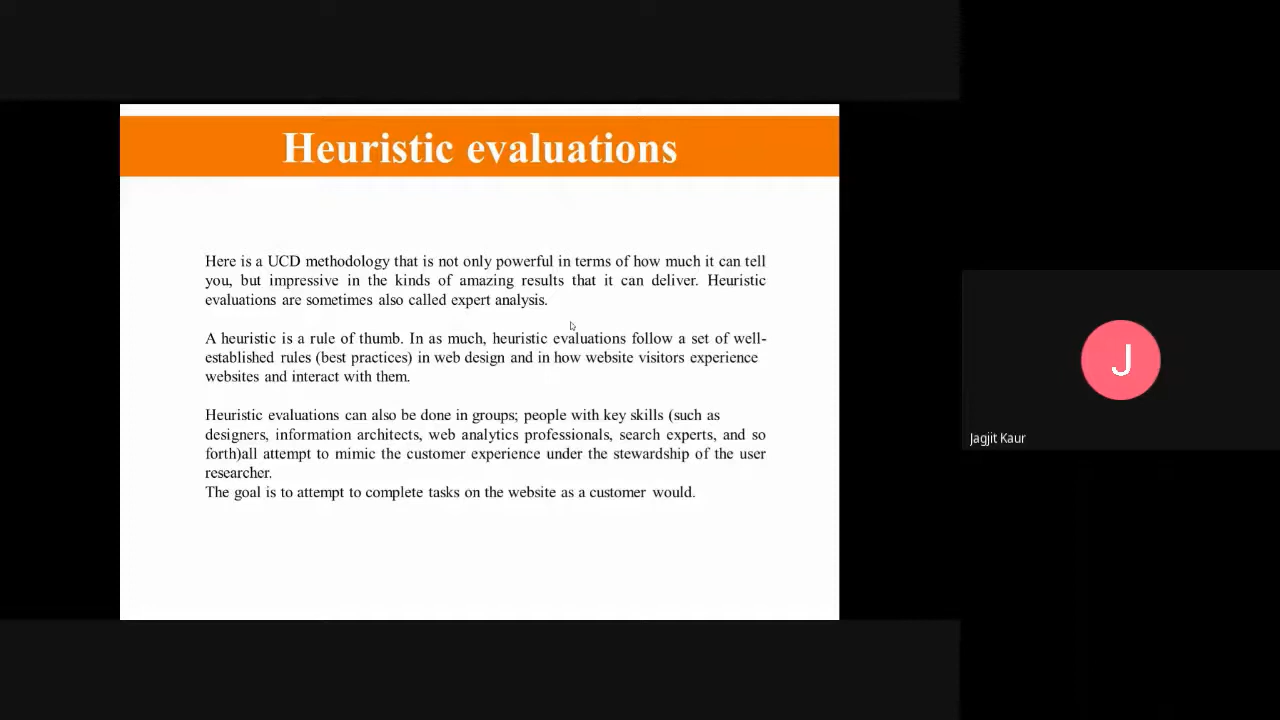 Heuristic evaluations
Here is a UCD methodology that is not only powerful in terms of how much it can tell
you, but impressive in the kinds of amazing results that it can deliver. Heuristic
evaluations are sometimes also called expert analysis.
A heuristic is a rule of thumb. In as much, heuristic evaluations follow a set of well-
established rules (best practices) in web design and in how website visitors experience
websites and interact with them.
Heuristic evaluations can also be done in groups; people with key skills (such as
designers, information architects, web analytics professionals, search experts, and so
forth)all attempt to mimic the customer experience under the stewardship of the user
researcher.
The goal is to attempt to complete tasks on the website as a customer would.
J
Jagjit Kaur